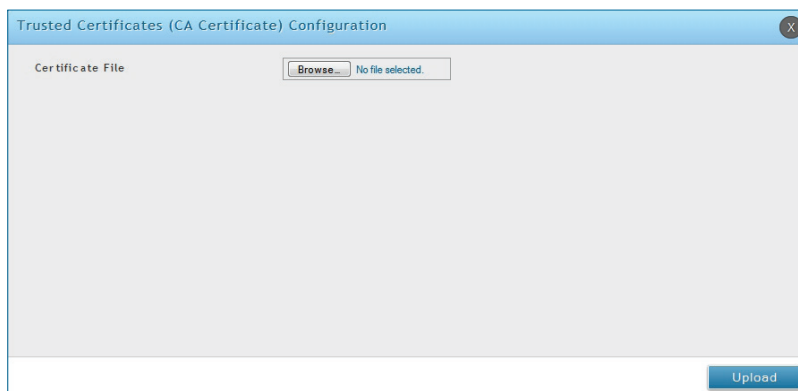 Trusted Certificates (CA Certificate) Configuration
X
Certificate File
Browse… No file selected.
Upload